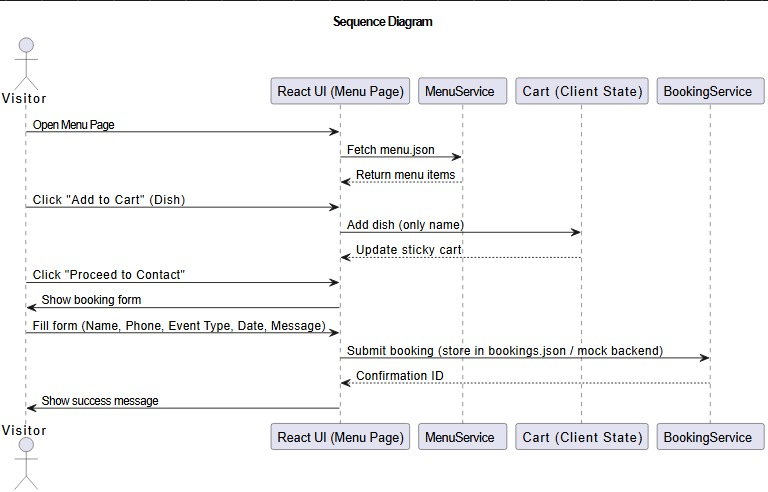 Sequence Diagram
Visitor
React UI (Menu Page)
MenuService
Cart (Client State)
BookingService
Open Menu Page
Fetch menu.json
Return menu items
Click "Add to Cart" (Dish)
Add dish (only name)
Update sticky cart
Click "Proceed to Contact"
Show booking form
Fill form (Name, Phone, Event Type, Date, Message)
Submit booking (store in bookings.json / mock backend)
Confirmation ID
Show success message
Visitor
React UI (Menu Page)
MenuService
Cart (Client State)
BookingService